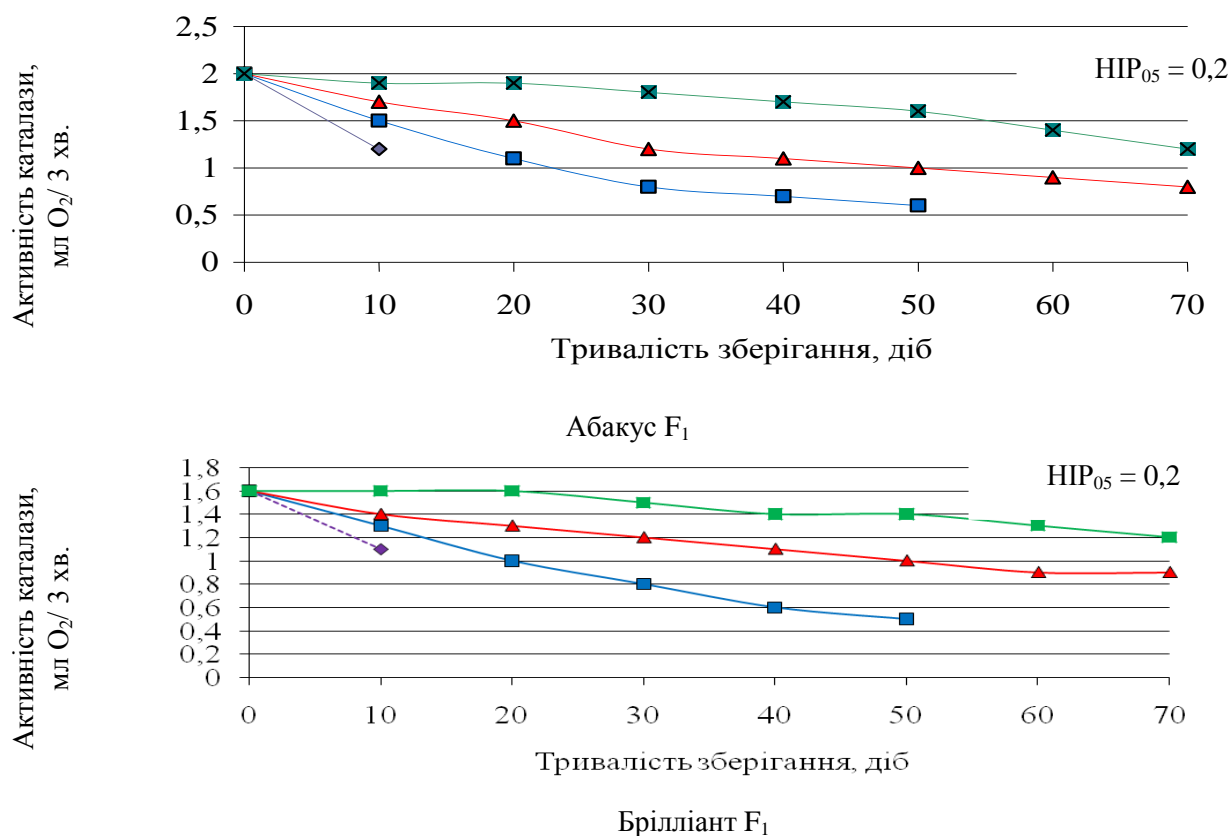 Активність каталази,
мл O₂/ 3 хв.
2,5
2
1,5
1
0,5
0
НІР₀₅ = 0,2
0 10 20 30 40 50 60 70
Тривалість зберігання, діб
Абакус F₁
Активність каталази,
мл O₂/ 3 хв.
1,8
1,6
1,4
1,2
1
0,8
0,6
0,4
0,2
0
НІР₀₅ = 0,2
0 10 20 30 40 50 60 70
Тривалість зберігання, діб
Брілліант F₁